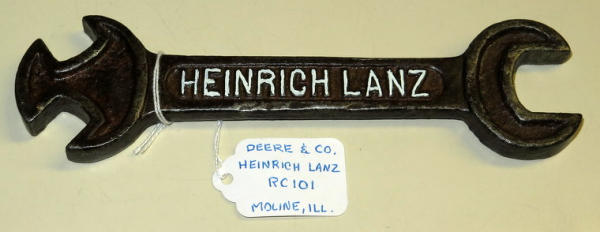 HEINRICH LANZ
DEERE & CO.
HEINRICH LANZ
RC101
MOLINE, ILL.